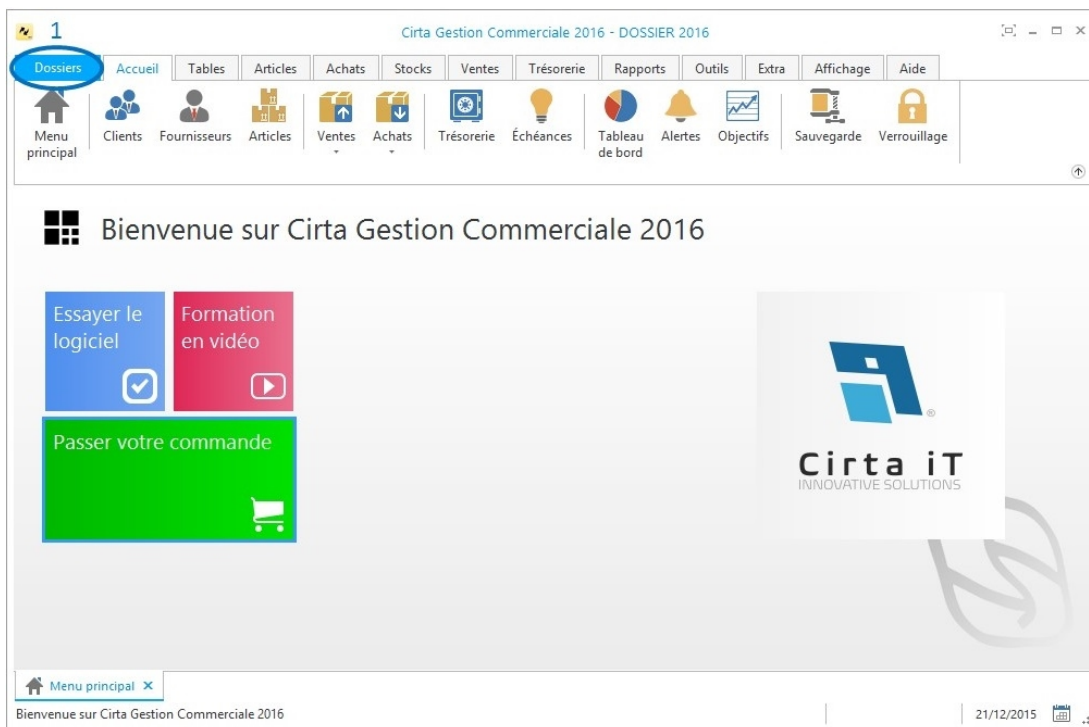 1
Cirta Gestion Commerciale 2016 - DOSSIER 2016
Dossiers Accueil Tables Articles Achats Stocks Ventes Trésorerie Rapports Outils Extra Affichage Aide
Menu principal
Clients
Fournisseurs
Articles
Ventes
Achats
Trésorerie
Échéances
Tableau de bord
Alertes
Objectifs
Sauvegarde
Verrouillage
Bienvenue sur Cirta Gestion Commerciale 2016
Essayer le
logiciel
Formation
en vidéo
Passer votre commande
®
Cirta iT
INNOVATIVE SOLUTIONS
Menu principal
Bienvenue sur Cirta Gestion Commerciale 2016
21/12/2015